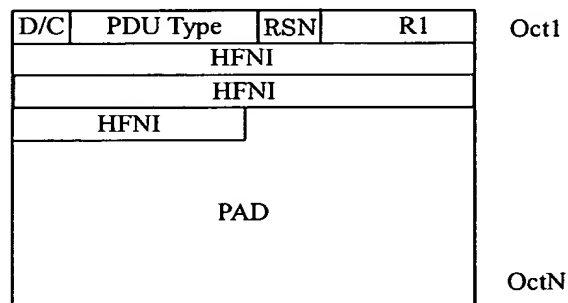 D/C PDU Type RSN R1 Oct1
HFNI
HFNI
HFNI
PAD
OctN